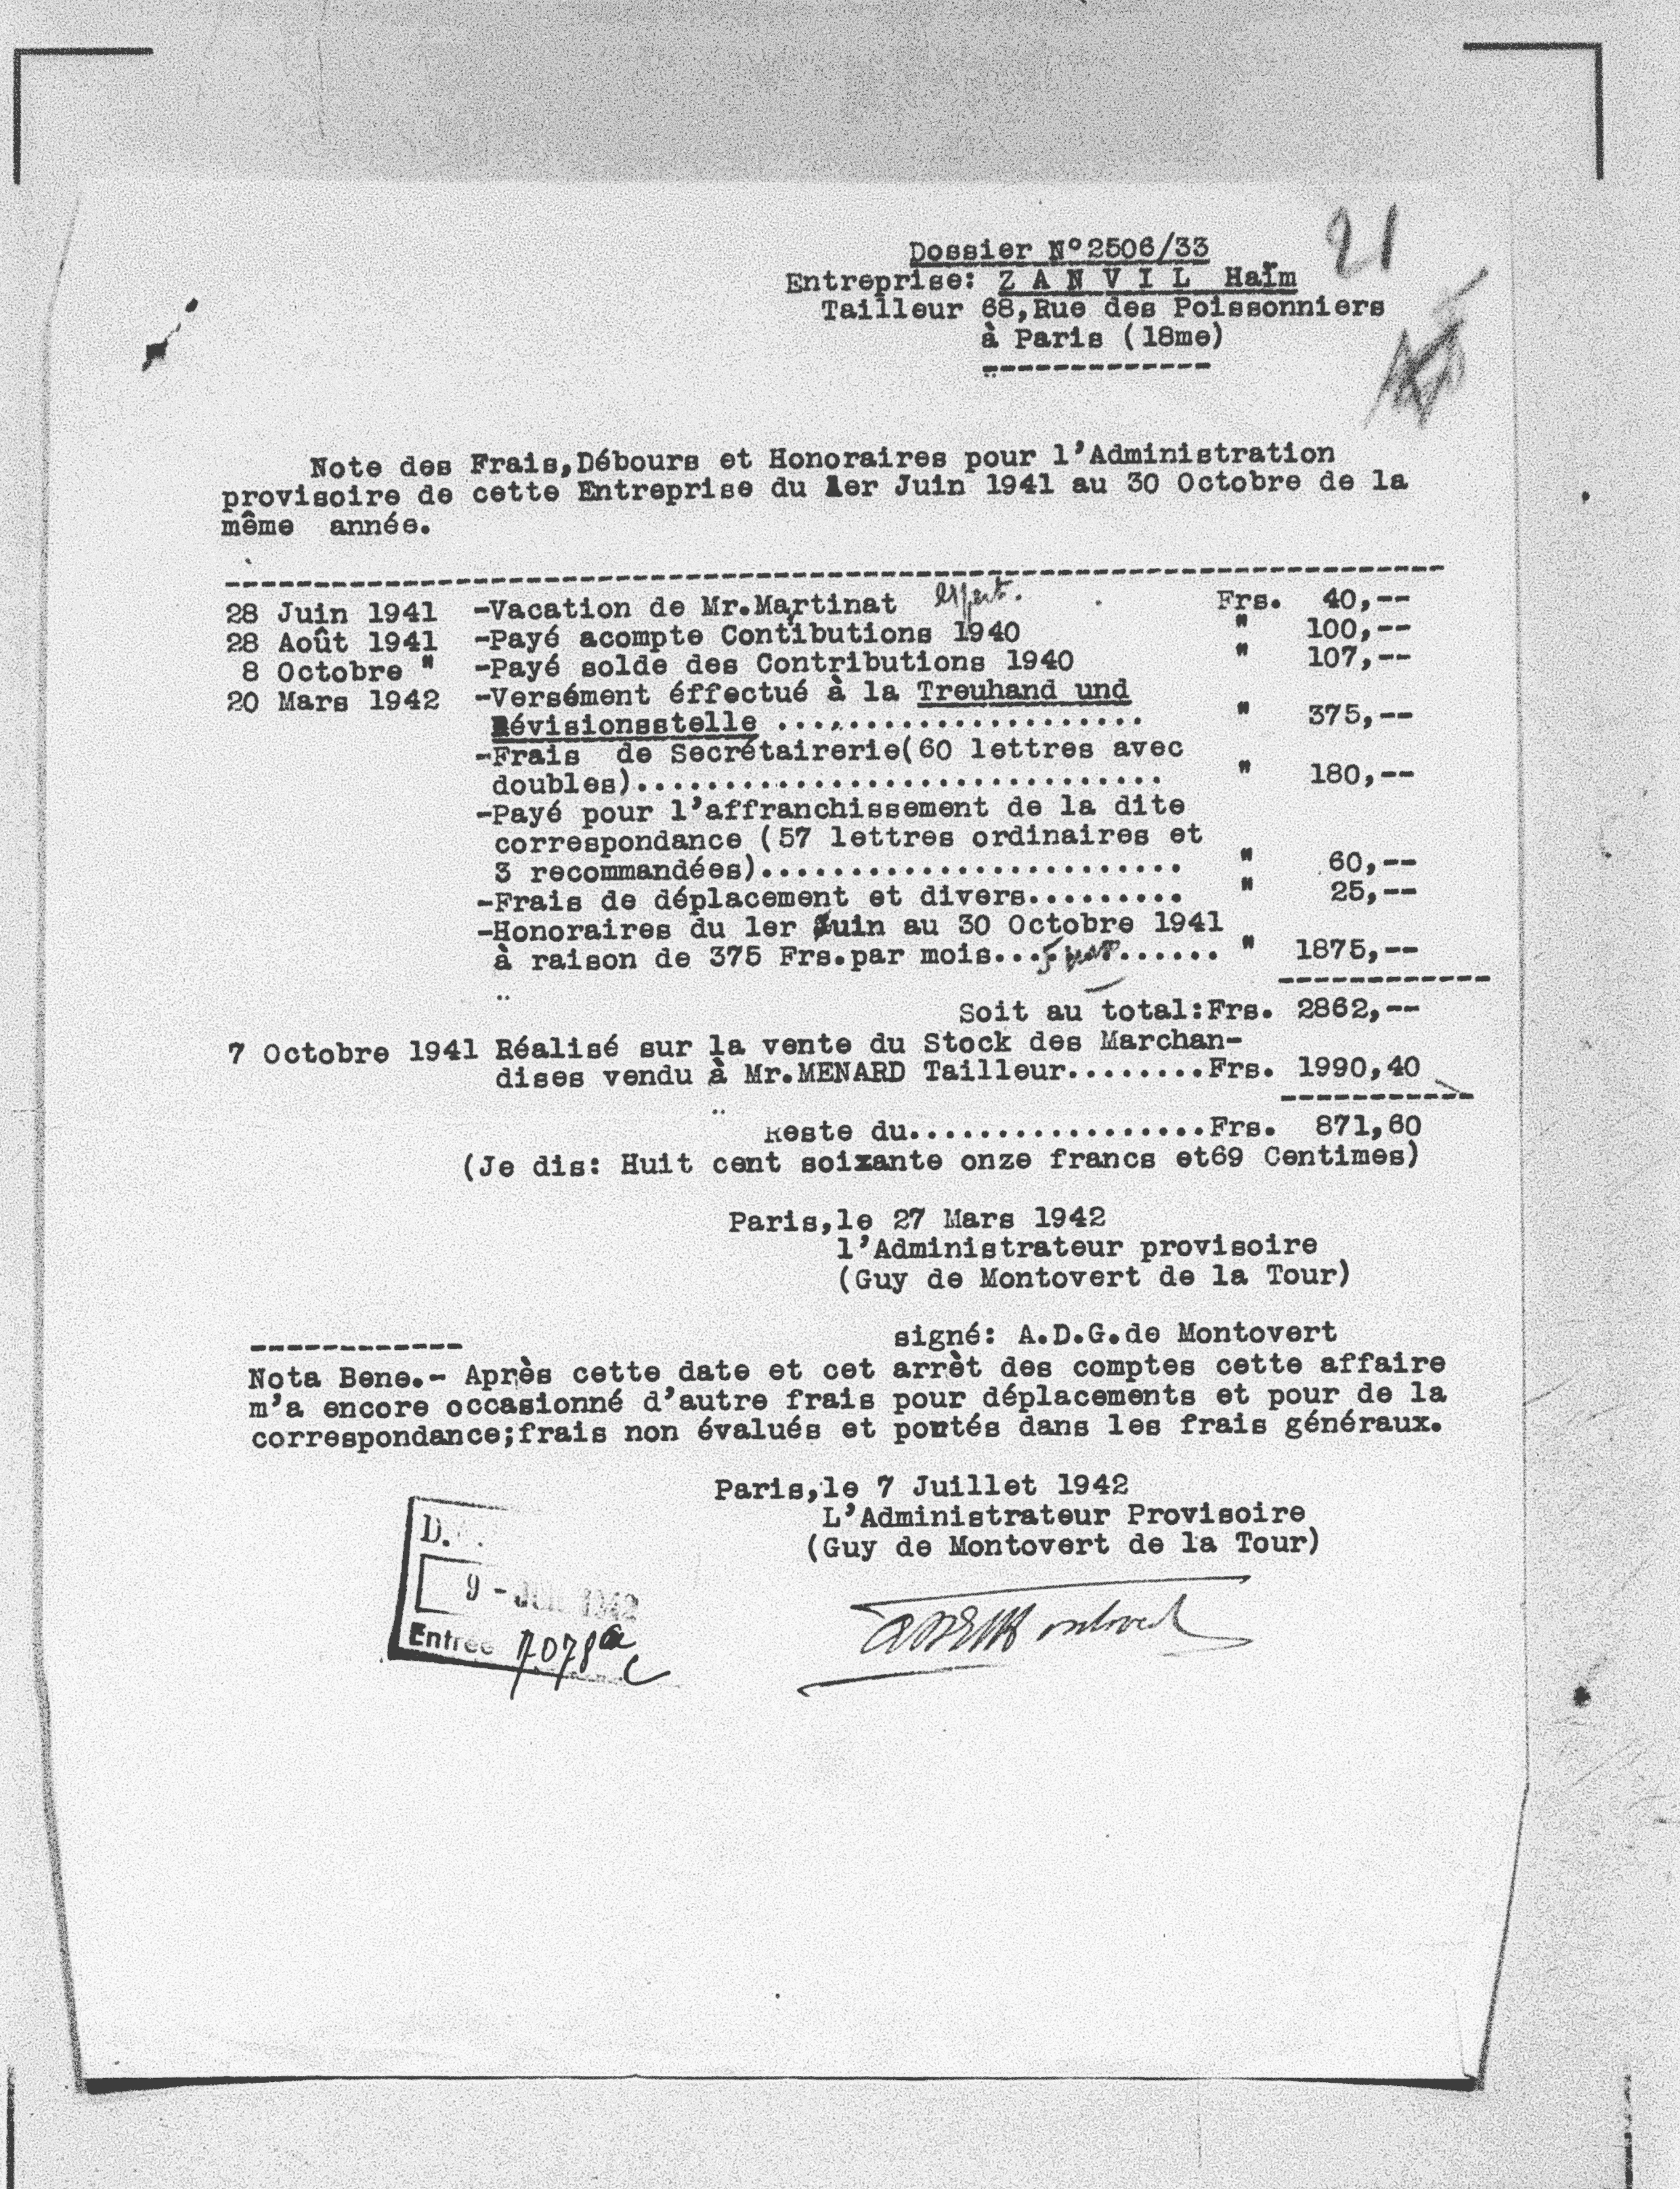 21
Dossier N°2506/33
Entreprise: Z A N V I L Haïm
Tailleur 68,Rue des Poissonniers
à Paris (18me)
-------------
Note des Frais,Débours et Honoraires pour l'Administration
provisoire de cette Entreprise du 1er Juin 1941 au 30 Octobre de la
même année.
28 Juin 1941 -Vacation de Mr.Martinat expert. Frs. 40,--
28 Août 1941 -Payé acompte Contibutions 1940 " 100,--
8 Octobre " -Payé solde des Contributions 1940 " 107,--
20 Mars 1942 -Versément éffectué à la Treuhand und
Révisionsstelle ..................... " 375,--
-Frais de Secrétairerie(60 lettres avec
doubles).............................. " 180,--
-Payé pour l'affranchissement de la dite
correspondance (57 lettres ordinaires et
3 recommandées)........................ " 60,--
-Frais de déplacement et divers......... " 25,--
-Honoraires du 1er Juin au 30 Octobre 1941
à raison de 375 Frs.par mois............. " 1875,--
------------
Soit au total:Frs. 2862,--
7 Octobre 1941 Réalisé sur la vente du Stock des Marchan-
dises vendu à Mr.MENARD Tailleur........Frs. 1990,40
-----------
Reste du.................Frs. 871,60
(Je dis: Huit cent soixante onze francs et69 Centimes)
Paris,le 27 Mars 1942
l'Administrateur provisoire
(Guy de Montovert de la Tour)
signé: A.D.G.de Montovert
------------
Nota Bene.- Après cette date et cet arrèt des comptes cette affaire
m'a encore occasionné d'autre frais pour déplacements et pour de la
correspondance;frais non évalués et portés dans les frais généraux.
Paris,le 7 Juillet 1942
L'Administrateur Provisoire
(Guy de Montovert de la Tour)
D.
9 - JUIL 1942
Entrée 7078